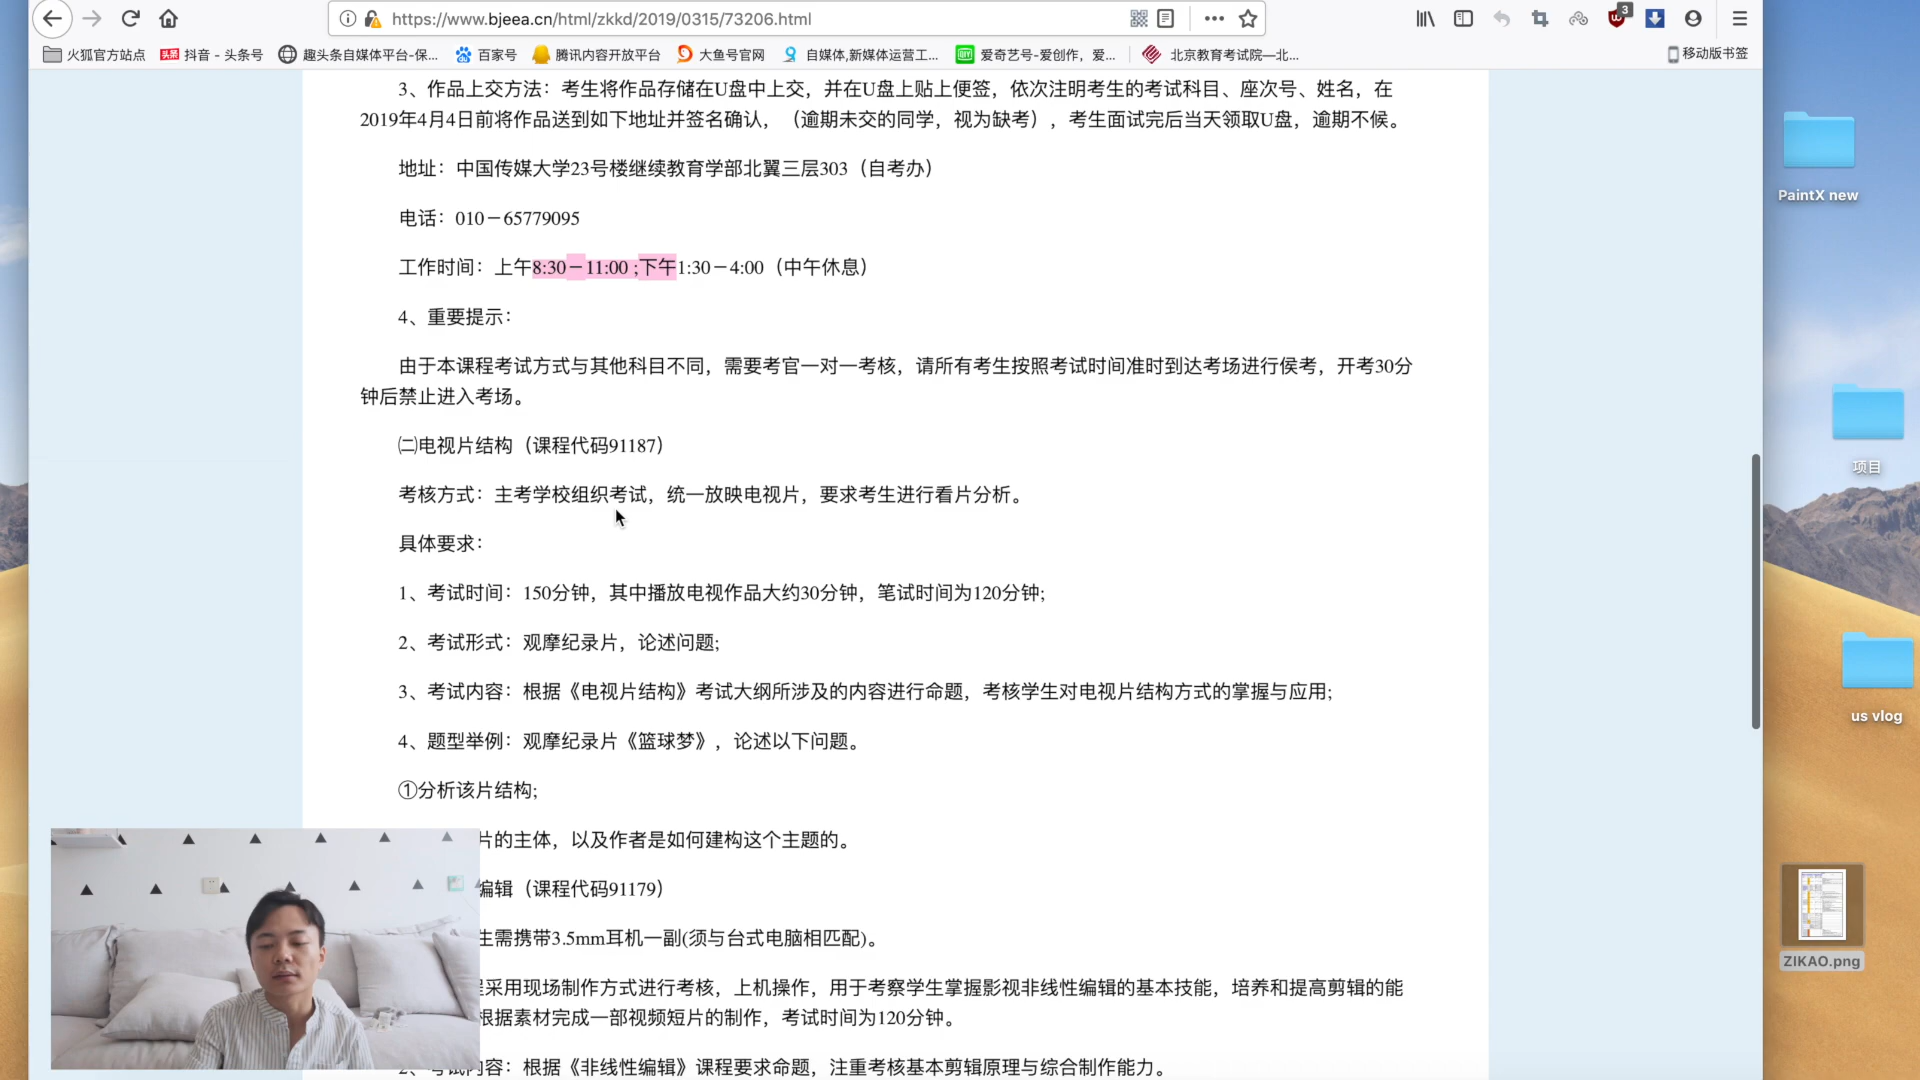 https://www.bjeea.cn/html/zkkd/2019/0315/73206.html
3
火狐官方站点 头条 抖音 - 头条号 趣头条自媒体平台-保... 百家号 腾讯内容开放平台 大鱼号官网 自媒体,新媒体运营工... 爱奇艺号-爱创作，爱... 北京教育考试院—北... 移动版书签
3、作品上交方法：考生将作品存储在U盘中上交，并在U盘上贴上便签，依次注明考生的考试科目、座次号、姓名，在
2019年4月4日前将作品送到如下地址并签名确认，（逾期未交的同学，视为缺考），考生面试完后当天领取U盘，逾期不候。
地址：中国传媒大学23号楼继续教育学部北翼三层303（自考办）
电话：010－65779095
工作时间：上午8:30－11:00 ;下午1:30－4:00（中午休息）
4、重要提示：
由于本课程考试方式与其他科目不同，需要考官一对一考核，请所有考生按照考试时间准时到达考场进行侯考，开考30分
钟后禁止进入考场。
㈡电视片结构（课程代码91187）
考核方式：主考学校组织考试，统一放映电视片，要求考生进行看片分析。
具体要求：
1、考试时间：150分钟，其中播放电视作品大约30分钟，笔试时间为120分钟;
2、考试形式：观摩纪录片，论述问题;
3、考试内容：根据《电视片结构》考试大纲所涉及的内容进行命题，考核学生对电视片结构方式的掌握与应用;
4、题型举例：观摩纪录片《篮球梦》，论述以下问题。
①分析该片结构;
片的主体，以及作者是如何建构这个主题的。
编辑（课程代码91179）
生需携带3.5mm耳机一副(须与台式电脑相匹配)。
程采用现场制作方式进行考核，上机操作，用于考察学生掌握影视非线性编辑的基本技能，培养和提高剪辑的能
根据素材完成一部视频短片的制作，考试时间为120分钟。
2、考试内容：根据《非线性编辑》课程要求命题，注重考核基本剪辑原理与综合制作能力。
PaintX new
项目
us vlog
ZIKAO.png